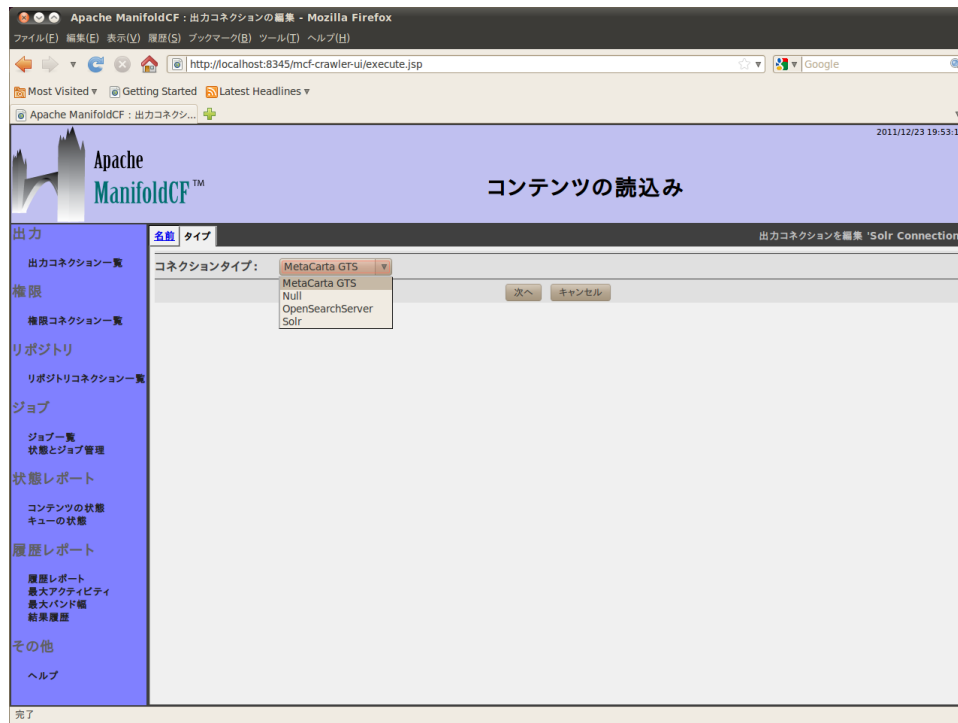 Apache ManifoldCF : 出力コネクションの編集 - Mozilla Firefox
ファイル(F) 編集(E) 表示(V) 履歴(S) ブックマーク(B) ツール(T) ヘルプ(H)
http://localhost:8345/mcf-crawler-ui/execute.jsp
Google
Most Visited Getting Started Latest Headlines
Apache ManifoldCF : 出力コネクシ...
2011/12/23 19:53:1
Apache
ManifoldCF™
コンテンツの読込み
出力
出力コネクション一覧
権限
権限コネクション一覧
リポジトリ
リポジトリコネクション一覧
ジョブ
ジョブ一覧
状態とジョブ管理
状態レポート
コンテンツの状態
キューの状態
履歴レポート
履歴レポート
最大アクティビティ
最大バンド幅
結果履歴
その他
ヘルプ
名前 タイプ
出力コネクションを編集 'Solr Connection
コネクションタイプ: MetaCarta GTS
MetaCarta GTS
Null
OpenSearchServer
Solr
次へ キャンセル
完了